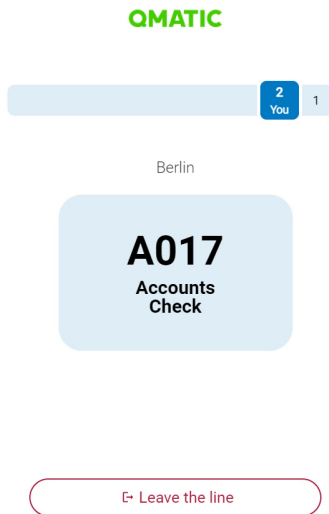 QMATIC
2
You
1
Berlin
A017
Accounts
Check
Leave the line